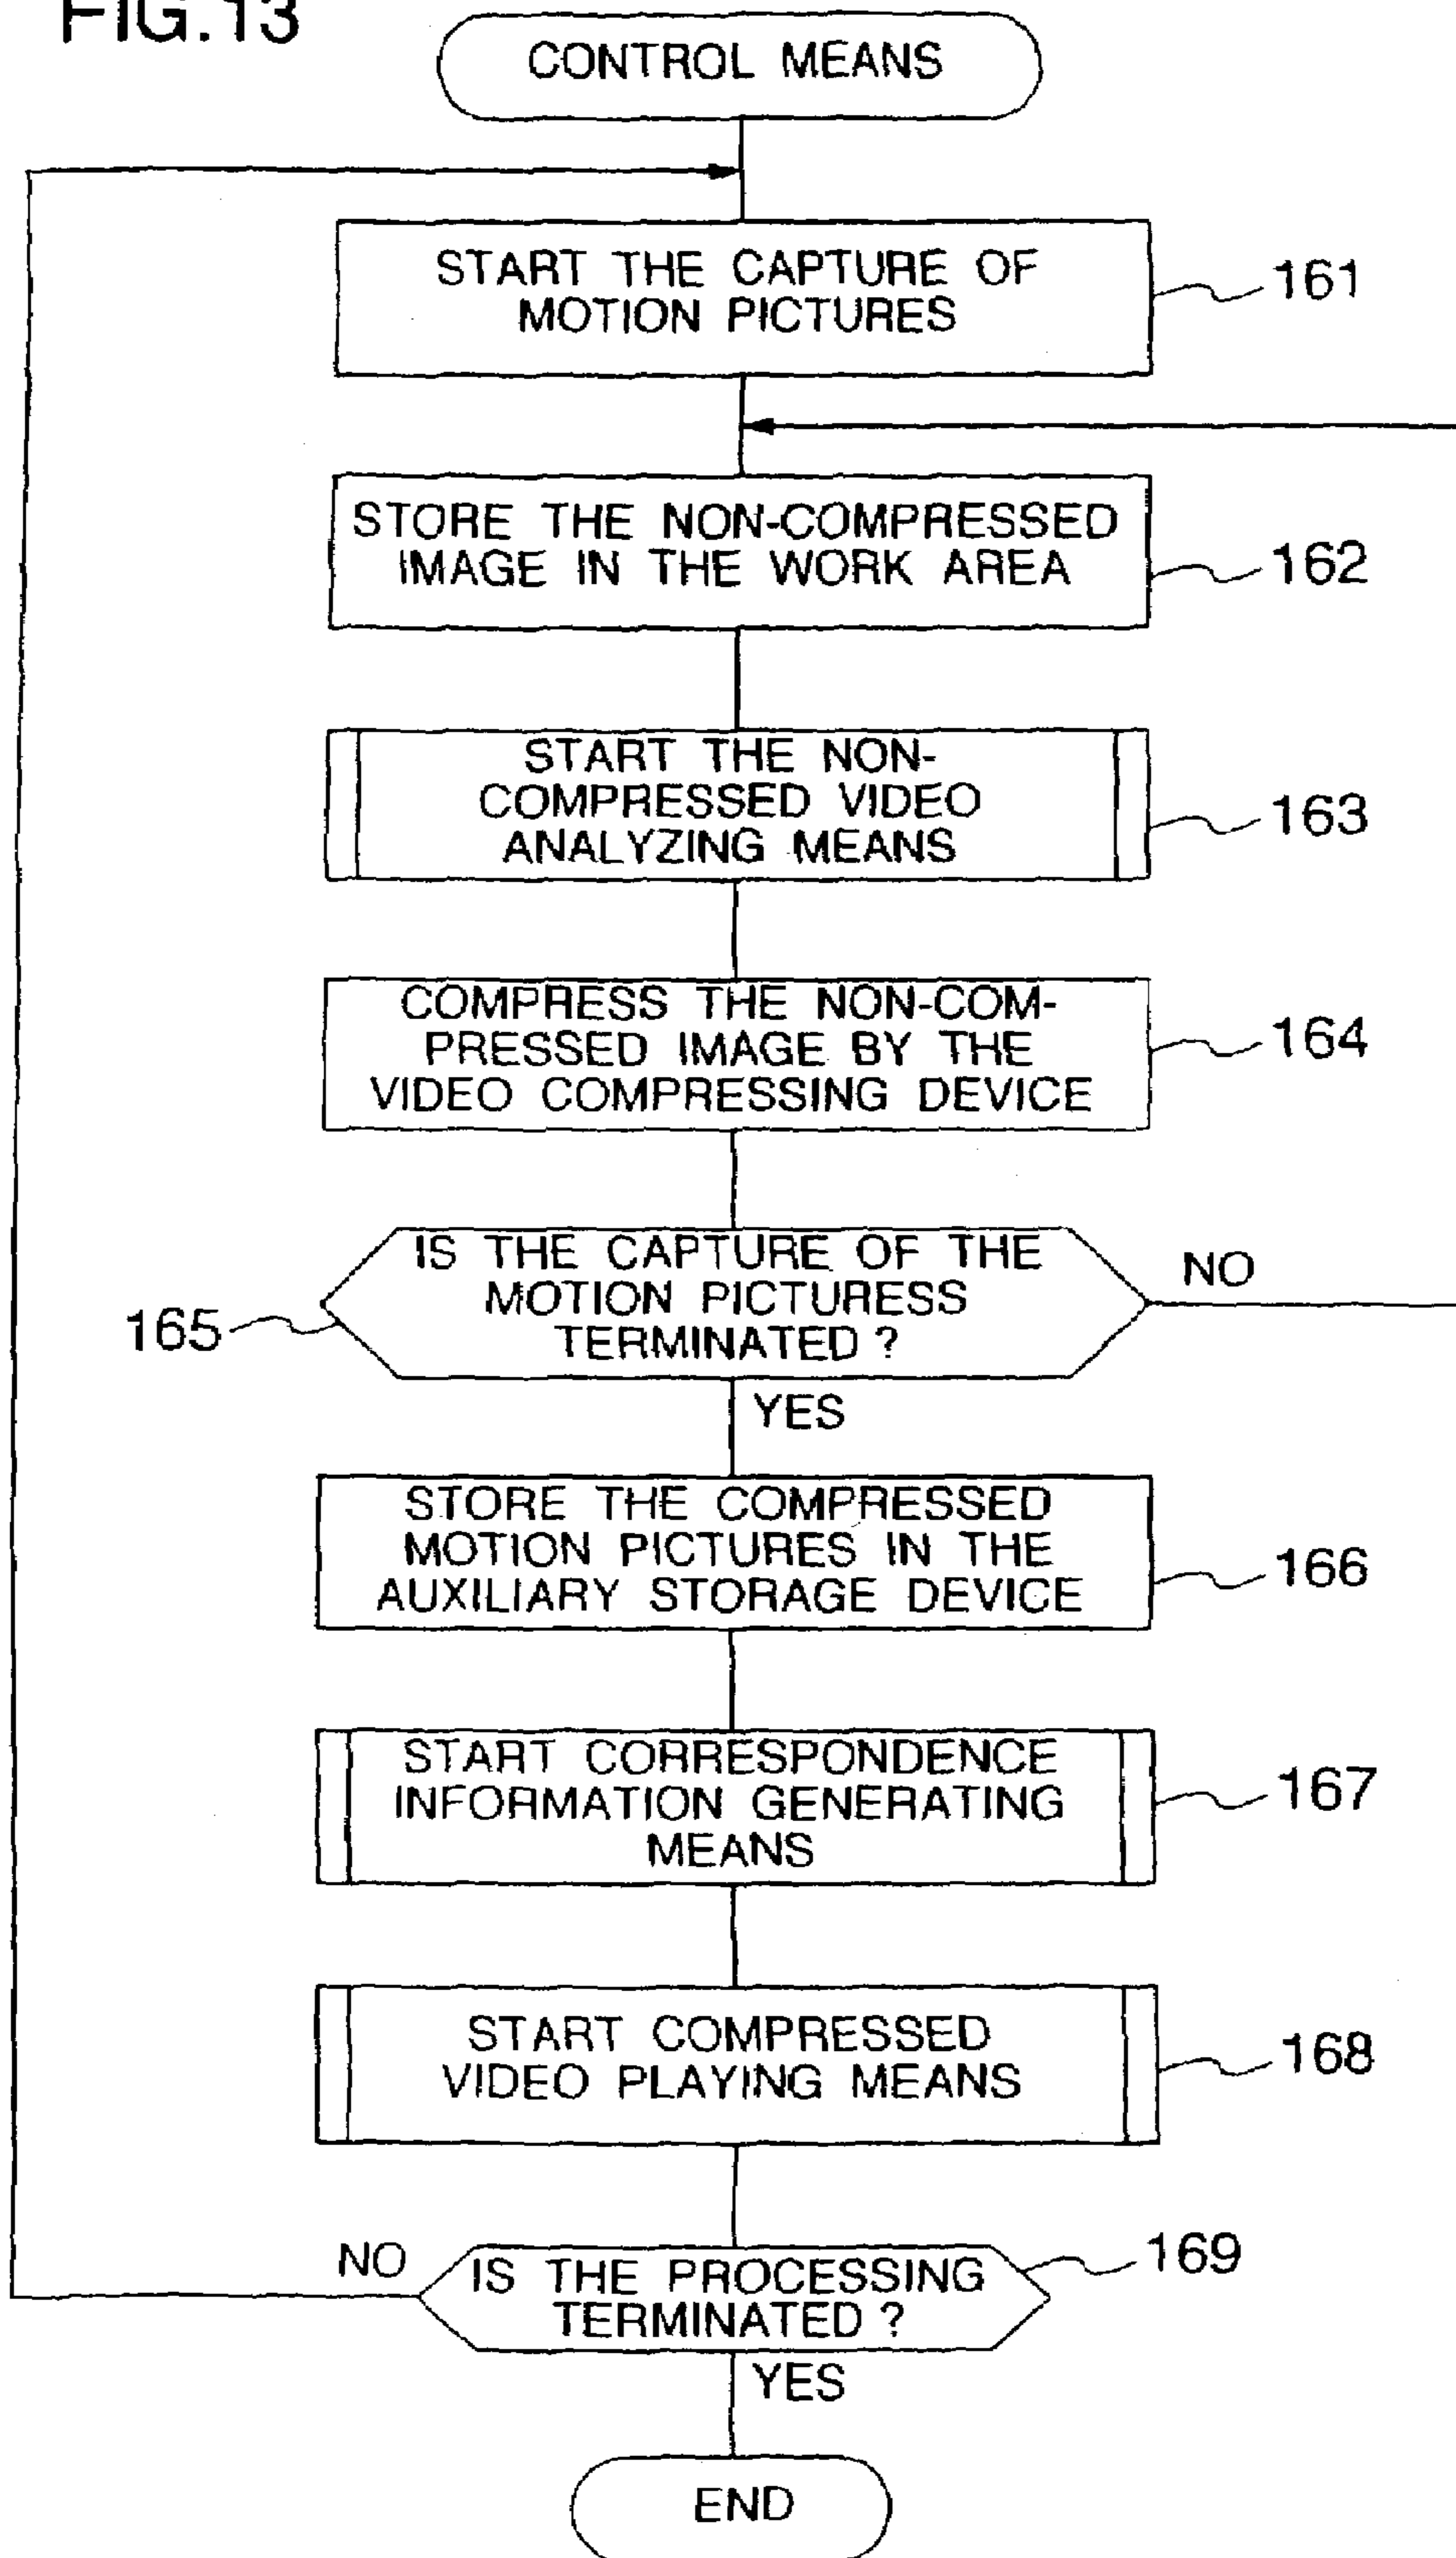 FIG.13
CONTROL MEANS
START THE CAPTURE OF
MOTION PICTURES
161
STORE THE NON-COMPRESSED
IMAGE IN THE WORK AREA
162
START THE NON-
COMPRESSED VIDEO
ANALYZING MEANS
163
COMPRESS THE NON-COM-
PRESSED IMAGE BY THE
VIDEO COMPRESSING DEVICE
164
IS THE CAPTURE OF THE
MOTION PICTURESS
TERMINATED ?
NO
165
YES
STORE THE COMPRESSED
MOTION PICTURES IN THE
AUXILIARY STORAGE DEVICE
166
START CORRESPONDENCE
INFORMATION GENERATING
MEANS
167
START COMPRESSED
VIDEO PLAYING MEANS
168
NO
IS THE PROCESSING
TERMINATED ?
169
YES
END